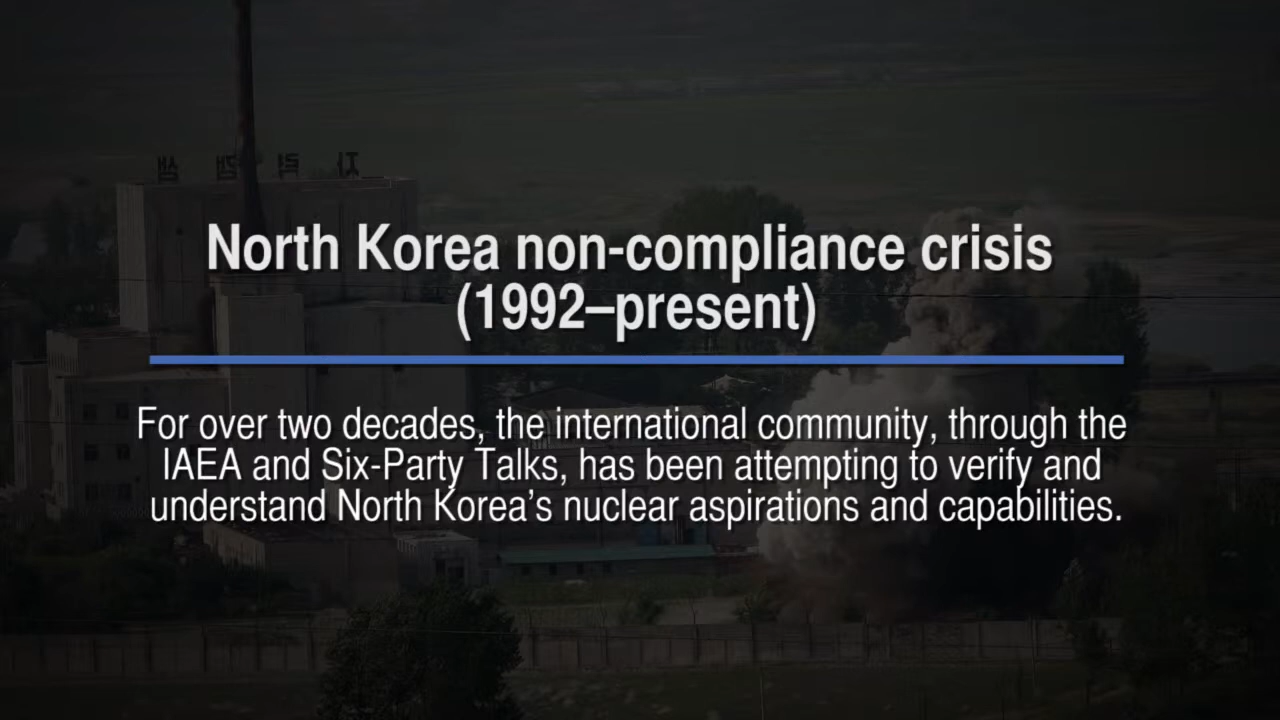 North Korea non-compliance crisis
(1992–present)
For over two decades, the international community, through the
IAEA and Six-Party Talks, has been attempting to verify and
understand North Korea’s nuclear aspirations and capabilities.